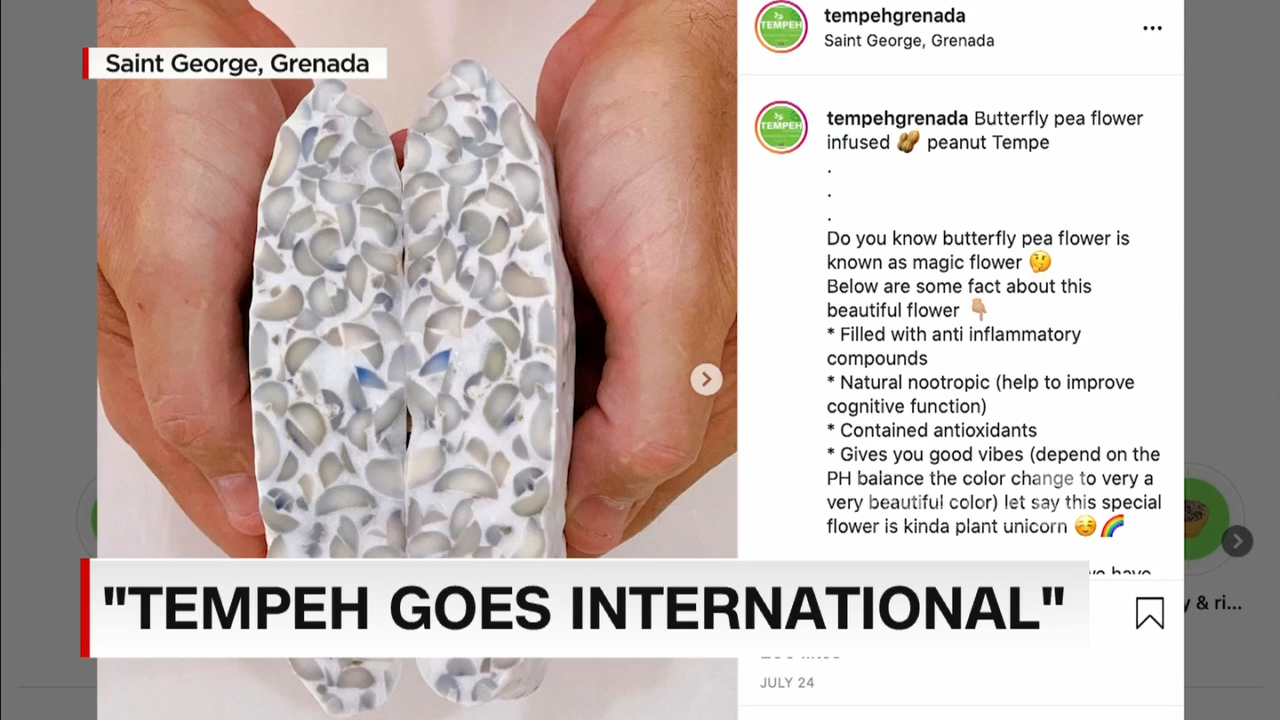 Saint George, Grenada
TEMPEH
tempehgrenada
Saint George, Grenada
TEMPEH
tempehgrenada Butterfly pea flower
infused 🥜 peanut Tempe
.
.
.
Do you know butterfly pea flower is
known as magic flower 🤔
Below are some fact about this
beautiful flower 👇🏼
* Filled with anti inflammatory
compounds
* Natural nootropic (help to improve
cognitive function)
* Contained antioxidants
* Gives you good vibes (depend on the
PH balance the color change to very a
very beautiful color) let say this special
flower is kinda plant unicorn ☺️🌈
"TEMPEH GOES INTERNATIONAL"
y & ri...
JULY 24